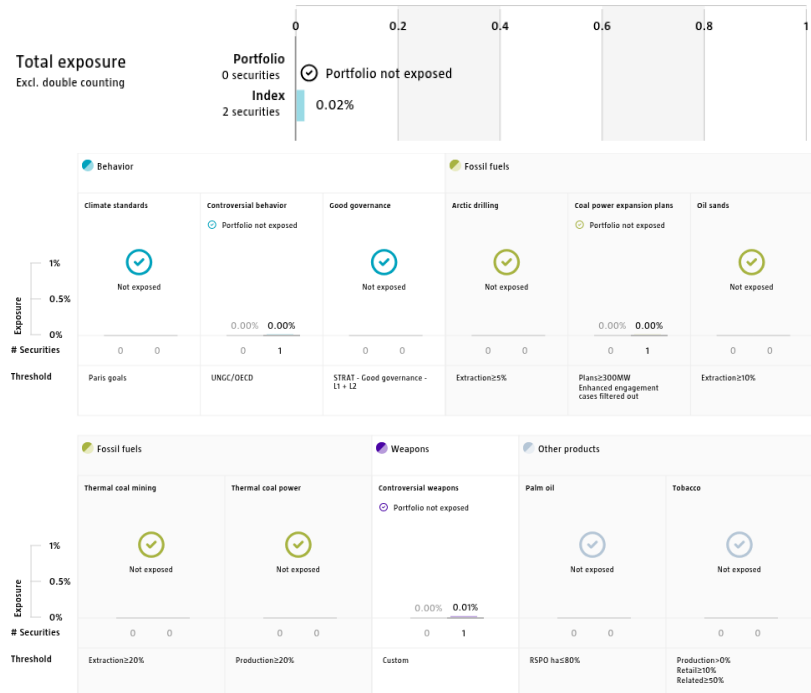 0 0.2 0.4 0.6 0.8 1
Total exposure
Excl. double counting
Portfolio
0 securities
Portfolio not exposed
Index
2 securities
0.02%
Behavior
Fossil fuels
Climate standards
Controversial behavior
Good governance
Arctic drilling
Coal power expansion plans
Oil sands
Portfolio not exposed
Portfolio not exposed
Not exposed
Not exposed
Not exposed
Not exposed
Exposure
1%
0.5%
0%
0.00% 0.00%
0.00% 0.00%
# Securities 0 0 0 1 0 0 0 0 0 1 0 0
Threshold
Paris goals
UNGC/OECD
STRAT - Good governance -
L1 + L2
Extraction≥5%
Plans≥300MW
Enhanced engagement
cases filtered out
Extraction≥10%
Fossil fuels
Weapons
Other products
Thermal coal mining
Thermal coal power
Controversial weapons
Palm oil
Tobacco
Portfolio not exposed
Not exposed
Not exposed
Not exposed
Not exposed
Exposure
1%
0.5%
0%
0.00% 0.01%
# Securities 0 0 0 0 0 1 0 0 0 0
Threshold
Extraction≥20%
Production≥20%
Custom
RSPO ha≤80%
Production>0%
Retail≥10%
Related≥50%